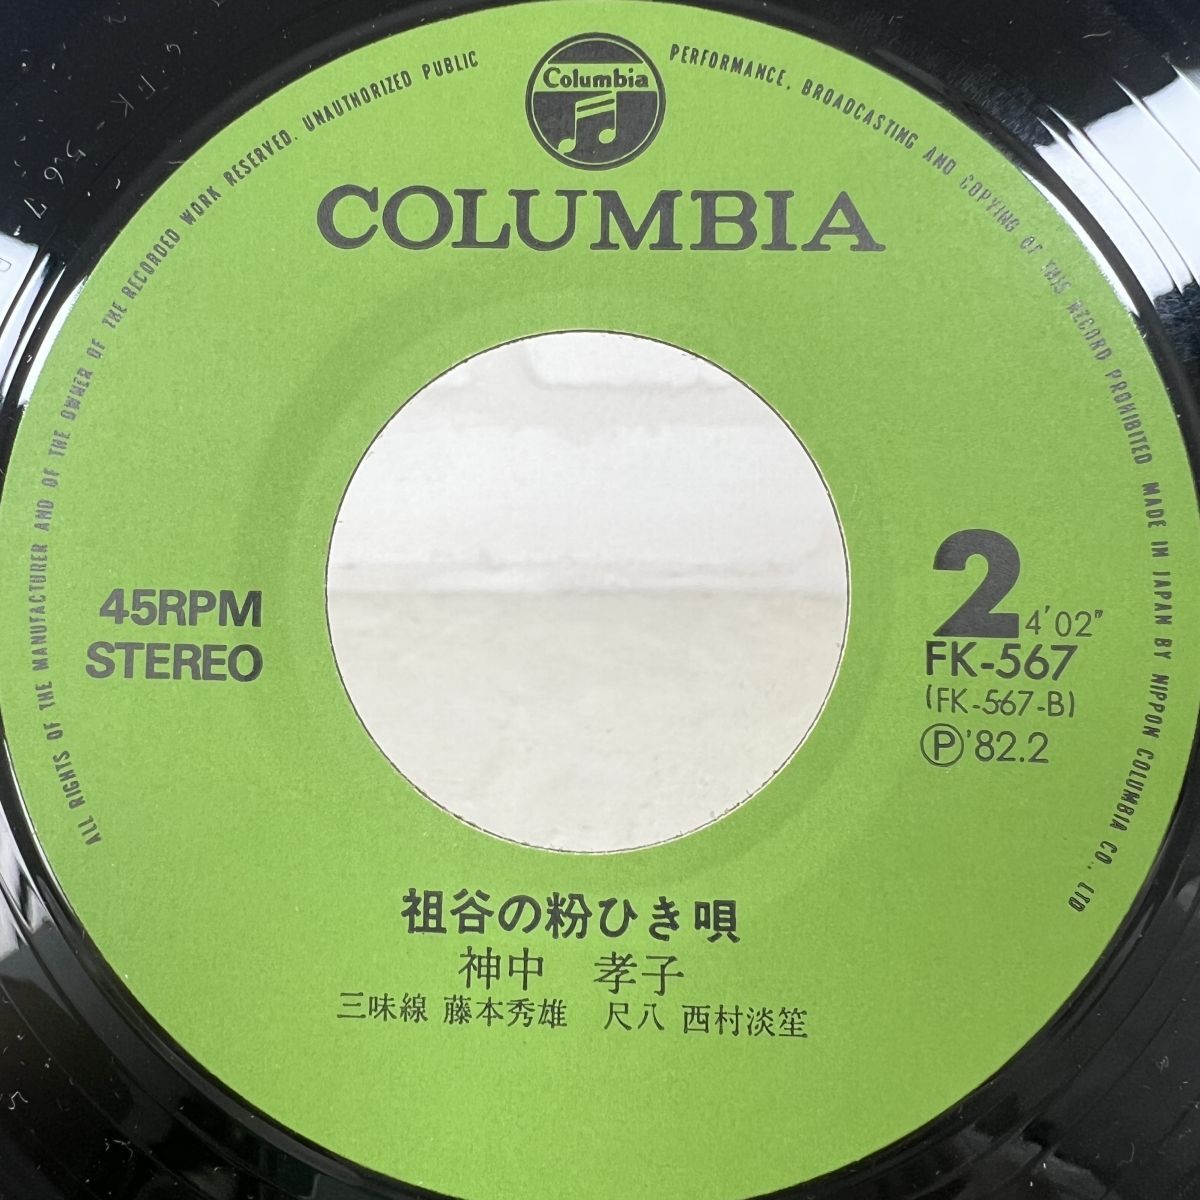 ALL RIGHTS OF THE MANUFACTURER AND OF THE OWNER OF THE RECORDED WORK RESERVED. UNAUTHORIZED PUBLIC PERFORMANCE, BROADCASTING AND COPYING OF THIS RECORD PROHIBITED MADE IN JAPAN BY NIPPON COLUMBIA CO., LTD
Columbia
COLUMBIA
45RPM
STEREO
2 4'02"
FK-567
(FK-567-B)
Ⓟ'82.2
祖谷の粉ひき唄
神中 孝子
三味線 藤本秀雄 尺八 西村淡笙